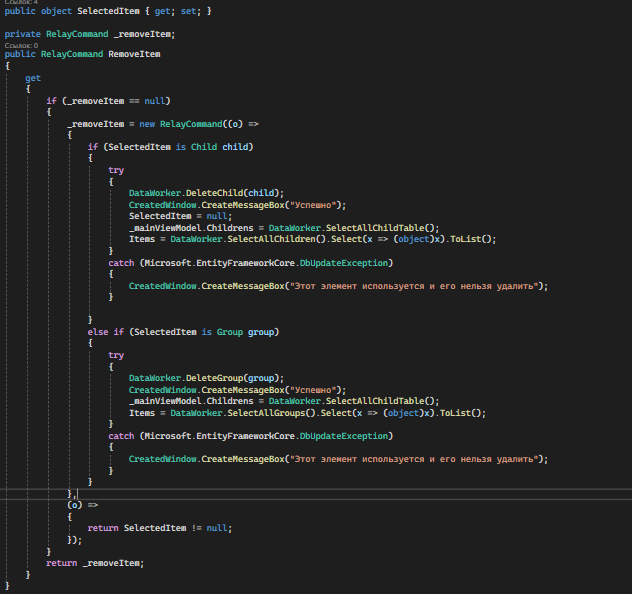 Ссылок: 4
public object SelectedItem { get; set; }
private RelayCommand _removeItem;
Ссылок: 0
public RelayCommand RemoveItem
{
get
{
if (_removeItem == null)
{
_removeItem = new RelayCommand((o) =>
{
if (SelectedItem is Child child)
{
try
{
DataWorker.DeleteChild(child);
CreatedWindow.CreateMessageBox("Успешно");
SelectedItem = null;
_mainViewModel.Childrens = DataWorker.SelectAllChildTable();
Items = DataWorker.SelectAllChildren().Select(x => (object)x).ToList();
}
catch (Microsoft.EntityFrameworkCore.DbUpdateException)
{
CreatedWindow.CreateMessageBox("Этот элемент используется и его нельзя удалить");
}
}
else if (SelectedItem is Group group)
{
try
{
DataWorker.DeleteGroup(group);
CreatedWindow.CreateMessageBox("Успешно");
_mainViewModel.Childrens = DataWorker.SelectAllChildTable();
Items = DataWorker.SelectAllGroups().Select(x => (object)x).ToList();
}
catch (Microsoft.EntityFrameworkCore.DbUpdateException)
{
CreatedWindow.CreateMessageBox("Этот элемент используется и его нельзя удалить");
}
}
},
(o) =>
{
return SelectedItem != null;
});
}
return _removeItem;
}
}